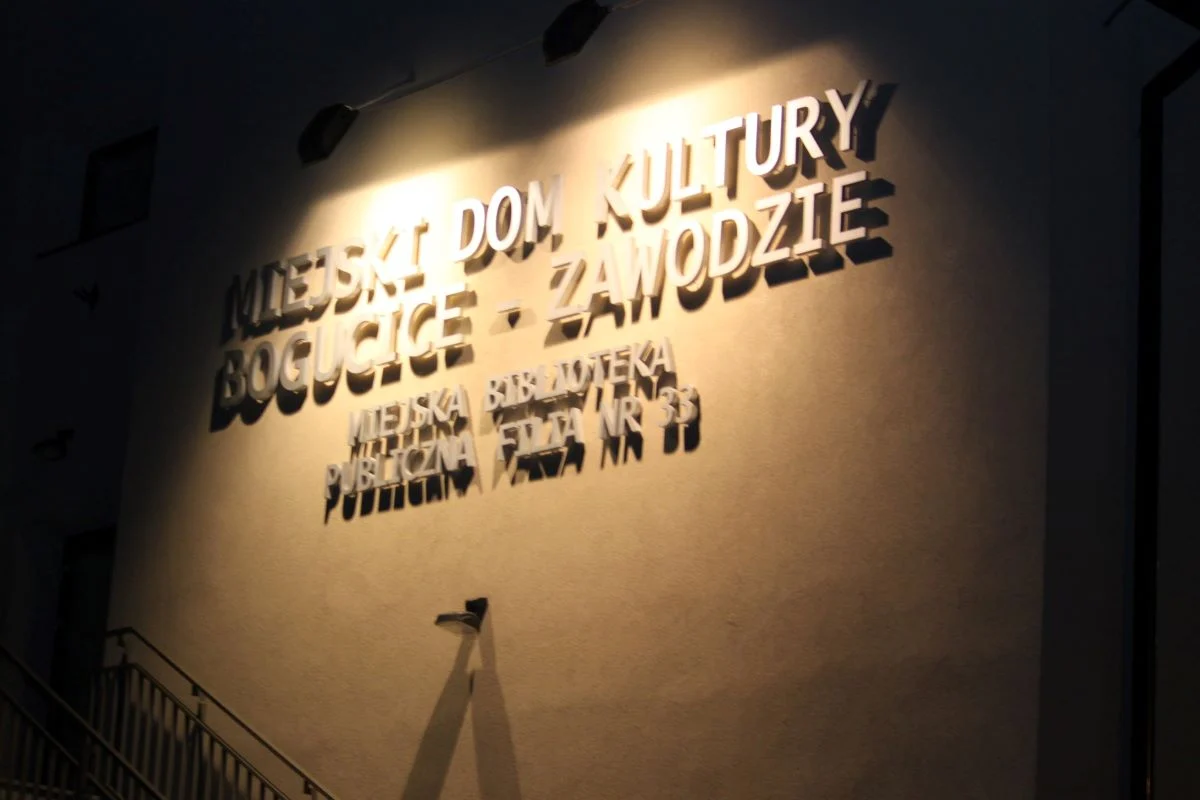 MIEJSKI DOM KULTURY
BOGUCICE - ZAWODZIE
MIEJSKA BIBLIOTEKA
PUBLICZNA FILIA NR 33